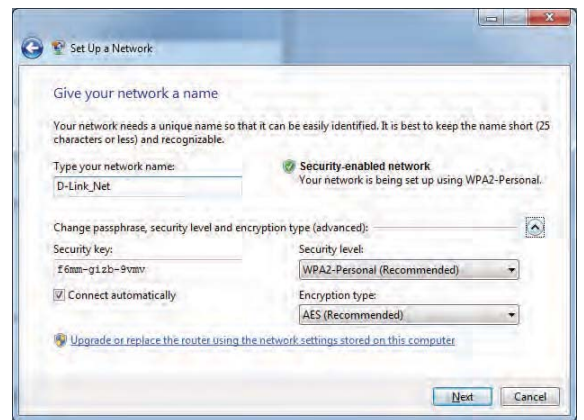 Set Up a Network
Give your network a name
Your network needs a unique name so that it can be easily identified. It is best to keep the name short (25
characters or less) and recognizable.
Type your network name:
D-Link_Net
Security-enabled network
Your network is being set up using WPA2-Personal.
Change passphrase, security level and encryption type (advanced):
Security key:
f6mm-gizb-9vmv
Security level:
WPA2-Personal (Recommended)
Connect automatically
Encryption type:
AES (Recommended)
Upgrade or replace the router using the network settings stored on this computer
Next
Cancel